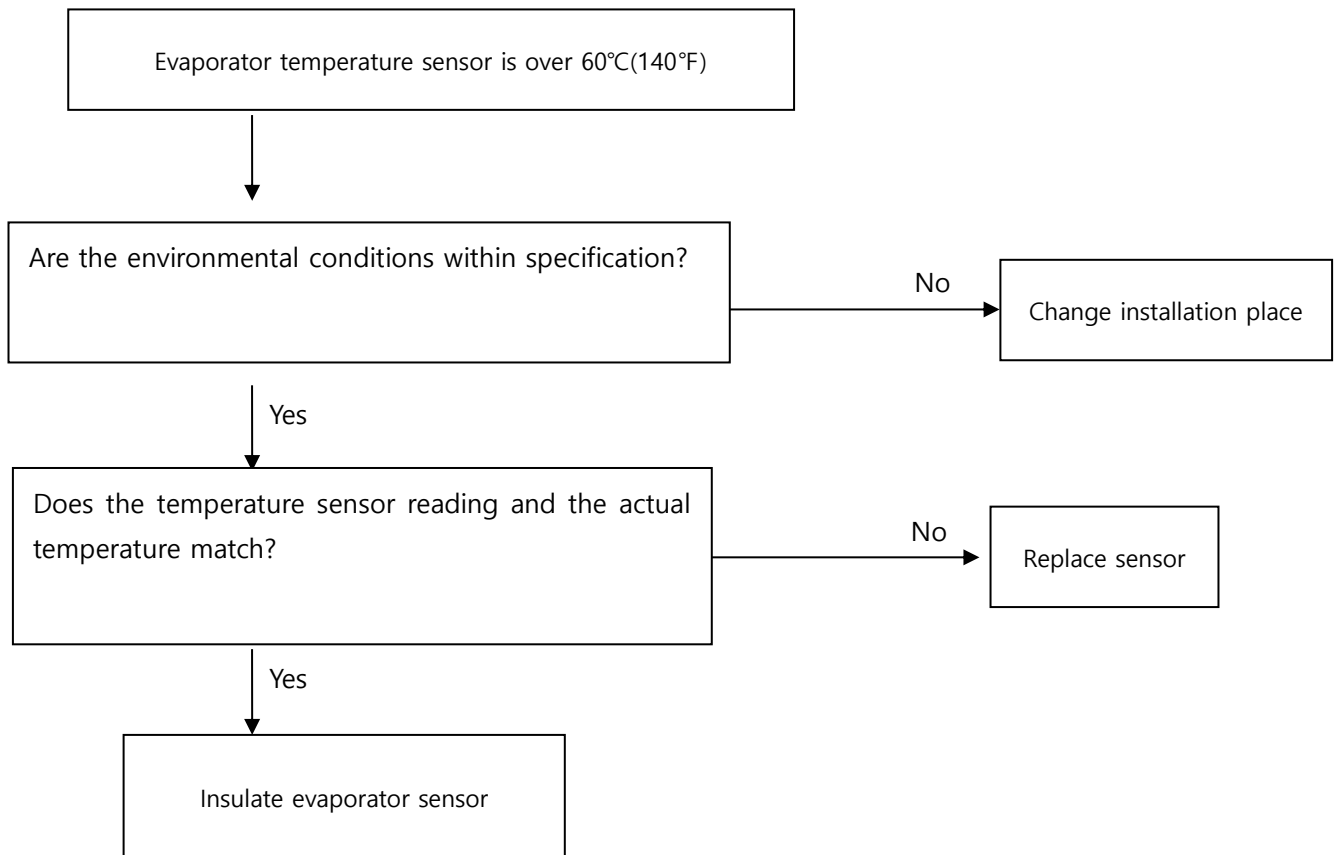 Evaporator temperature sensor is over 60℃(140℉)
Are the environmental conditions within specification?
No
Change installation place
Yes
Does the temperature sensor reading and the actual
temperature match?
No
Replace sensor
Yes
Insulate evaporator sensor